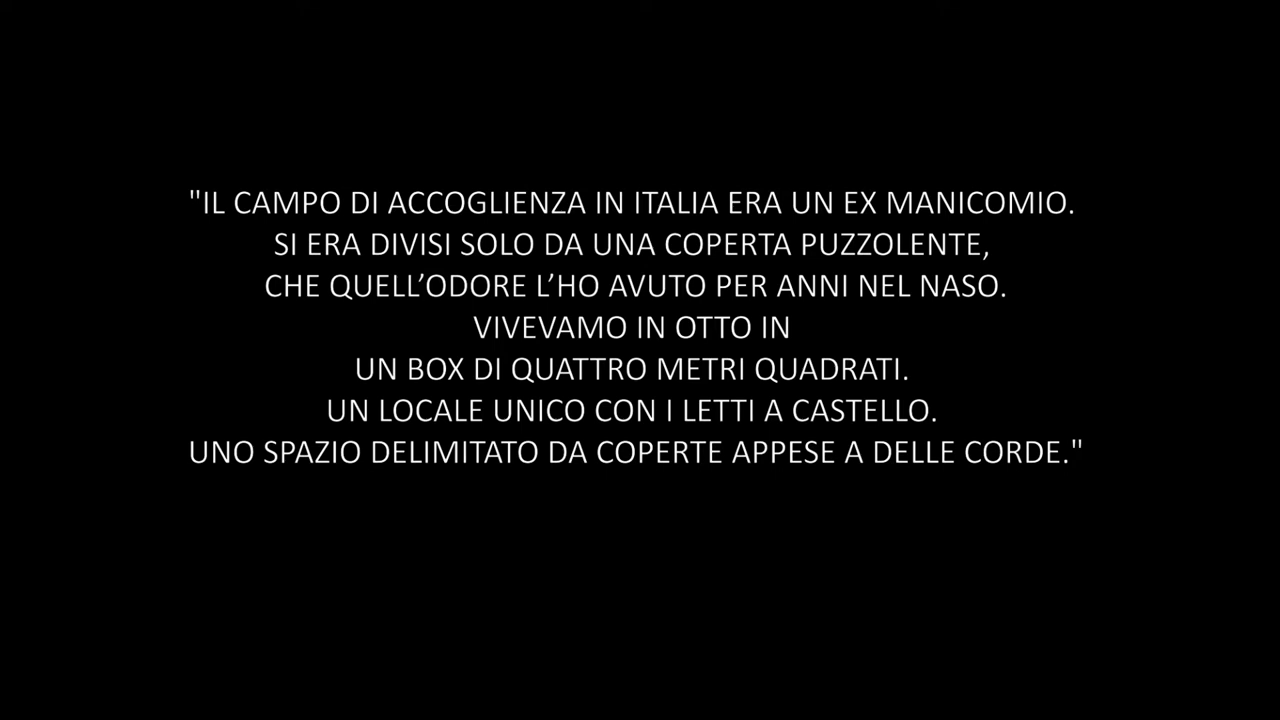 "IL CAMPO DI ACCOGLIENZA IN ITALIA ERA UN EX MANICOMIO.
SI ERA DIVISI SOLO DA UNA COPERTA PUZZOLENTE,
CHE QUELL’ODORE L’HO AVUTO PER ANNI NEL NASO.
VIVEVAMO IN OTTO IN
UN BOX DI QUATTRO METRI QUADRATI.
UN LOCALE UNICO CON I LETTI A CASTELLO.
UNO SPAZIO DELIMITATO DA COPERTE APPESE A DELLE CORDE."